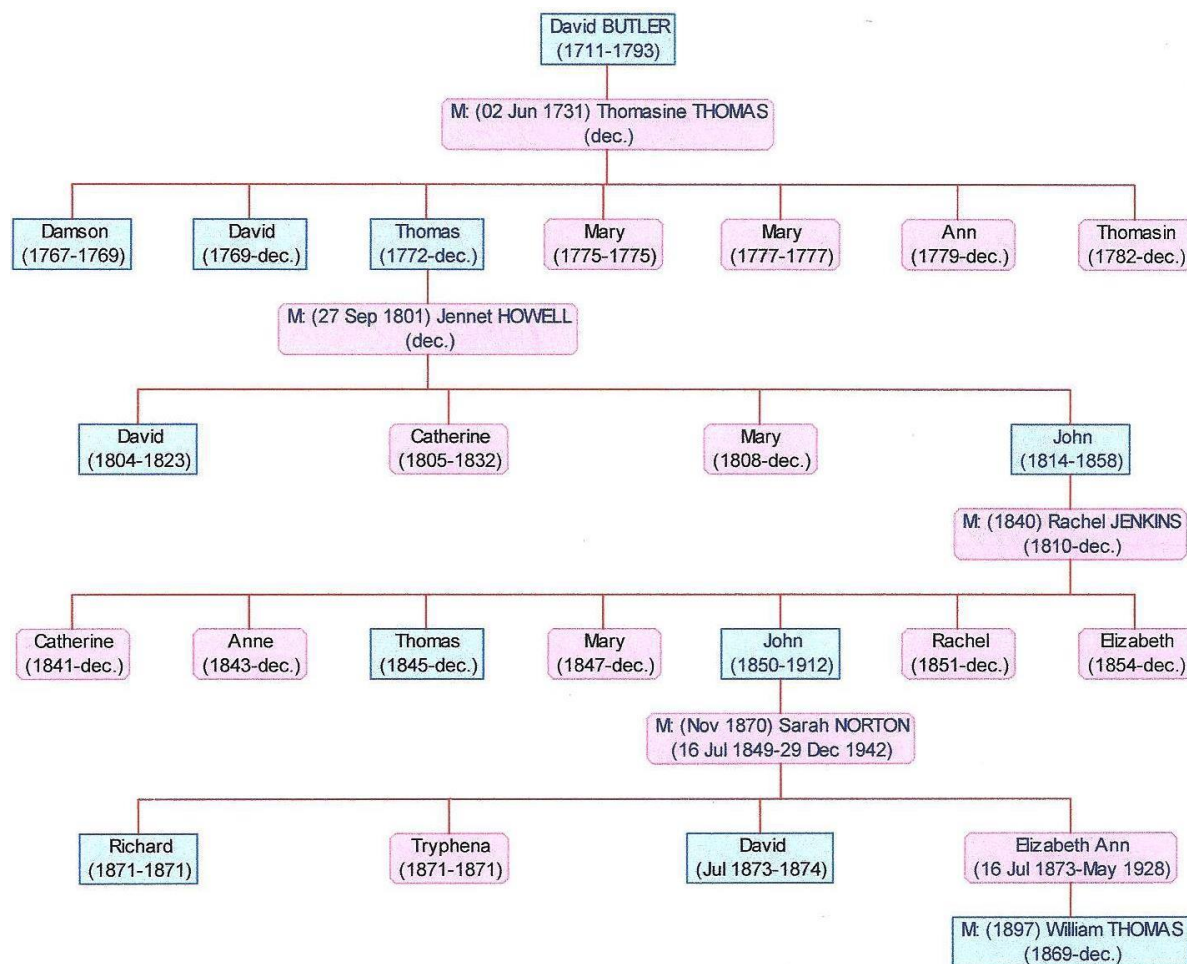 David BUTLER
(1711-1793)
M: (02 Jun 1731) Thomasine THOMAS
(dec.)
Damson
(1767-1769)
David
(1769-dec.)
Thomas
(1772-dec.)
Mary
(1775-1775)
Mary
(1777-1777)
Ann
(1779-dec.)
Thomasin
(1782-dec.)
M: (27 Sep 1801) Jennet HOWELL
(dec.)
David
(1804-1823)
Catherine
(1805-1832)
Mary
(1808-dec.)
John
(1814-1858)
M: (1840) Rachel JENKINS
(1810-dec.)
Catherine
(1841-dec.)
Anne
(1843-dec.)
Thomas
(1845-dec.)
Mary
(1847-dec.)
John
(1850-1912)
Rachel
(1851-dec.)
Elizabeth
(1854-dec.)
M: (Nov 1870) Sarah NORTON
(16 Jul 1849-29 Dec 1942)
Richard
(1871-1871)
Tryphena
(1871-1871)
David
(Jul 1873-1874)
Elizabeth Ann
(16 Jul 1873-May 1928)
M: (1897) William THOMAS
(1869-dec.)